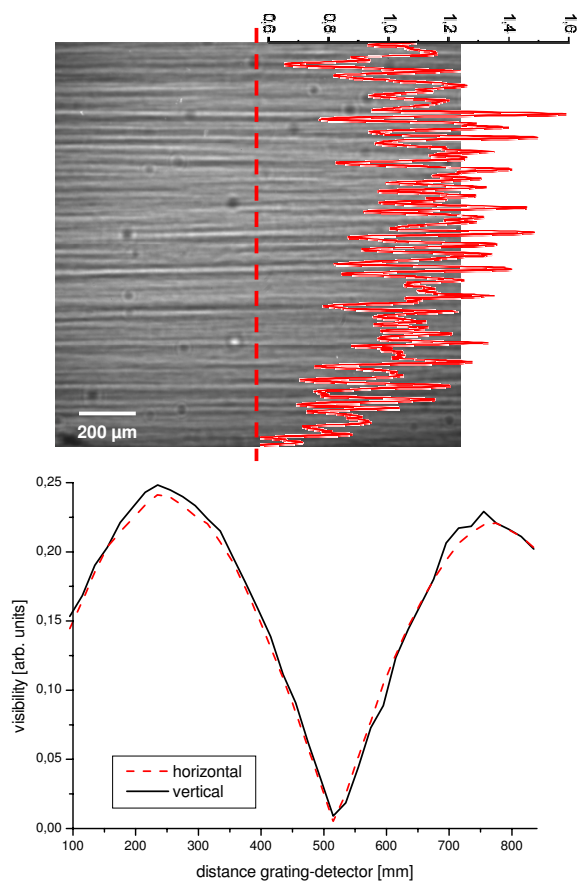 0,6 0,8 1,0 1,2 1,4 1,6
200 µm
0,25
0,20
0,15
0,10
0,05
0,00
visibility [arb. units]
horizontal
vertical
100 200 300 400 500 600 700 800
distance grating-detector [mm]